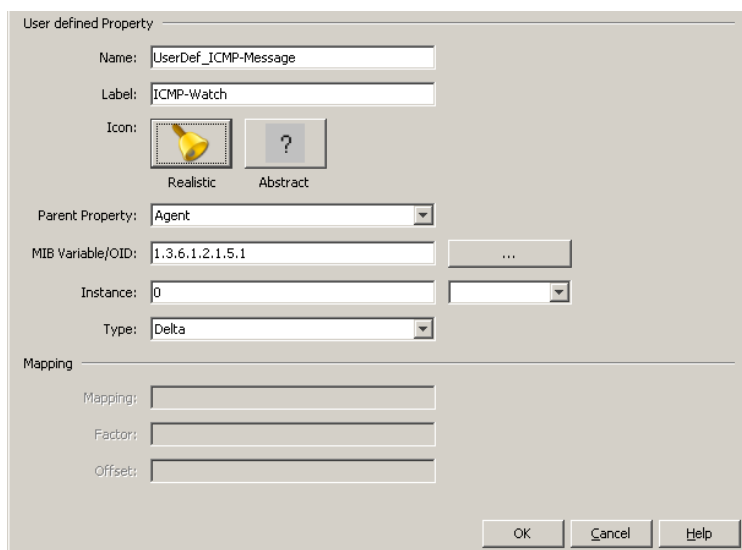 User defined Property
Name: UserDef_ICMP-Message
Label: ICMP-Watch
Icon:
?
Realistic Abstract
Parent Property: Agent
MIB Variable/OID: 1.3.6.1.2.1.5.1 ...
Instance: 0
Type: Delta
Mapping
Mapping:
Factor:
Offset:
OK Cancel Help